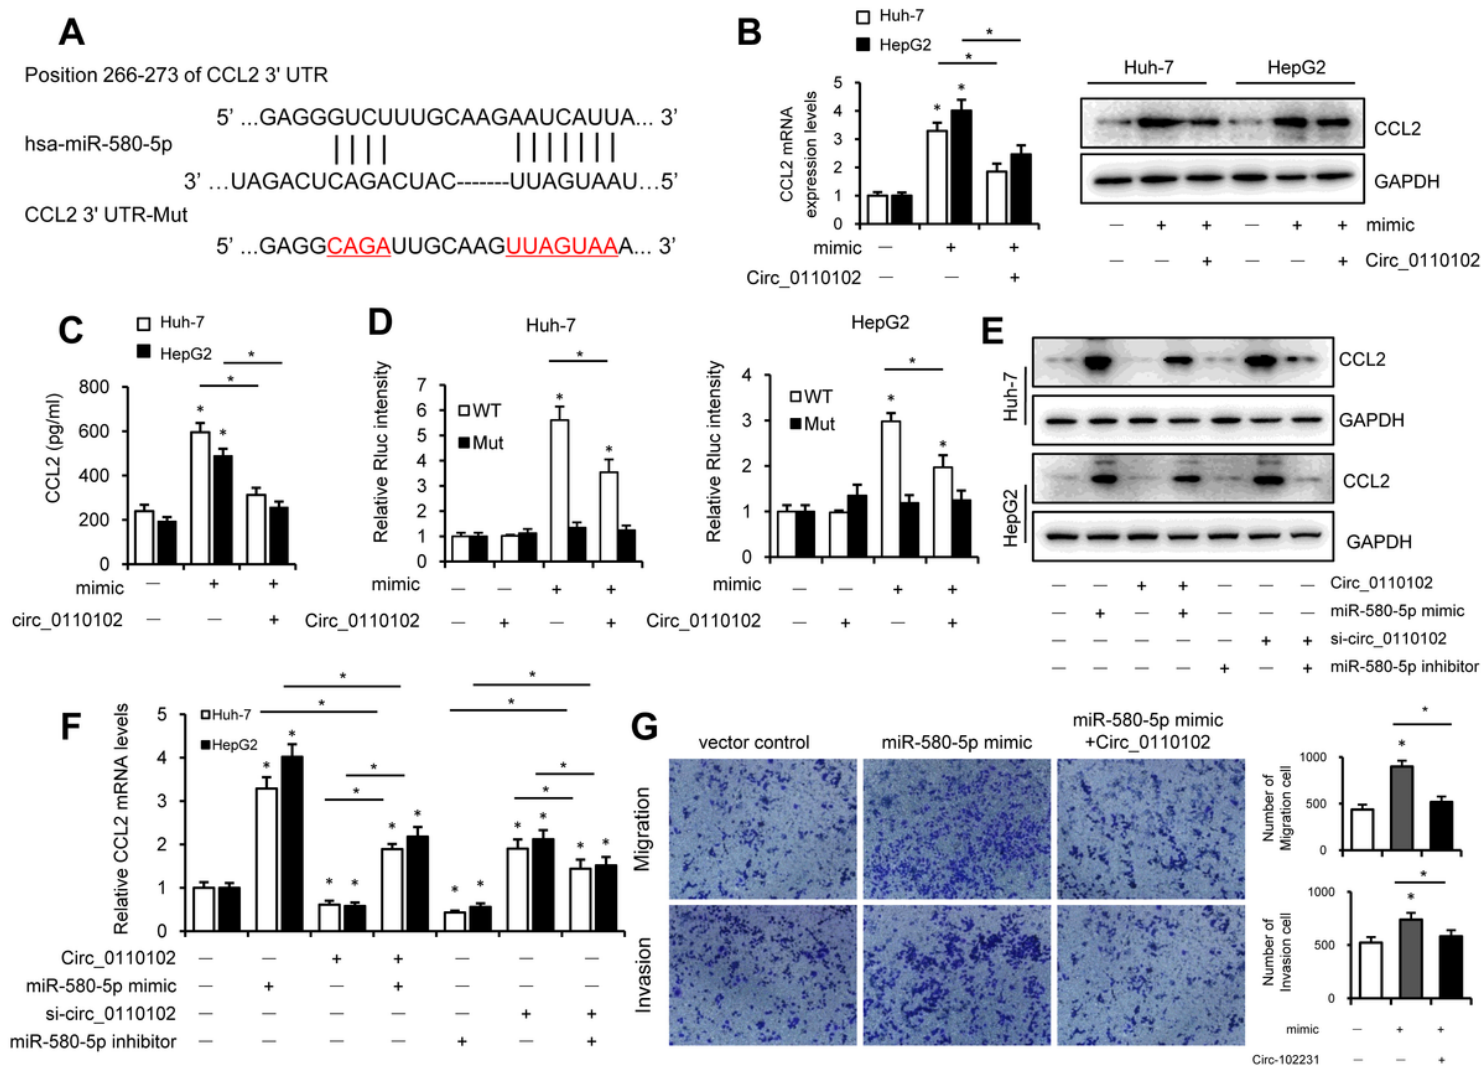 A
Position 266-273 of CCL2 3' UTR
5' ...GAGGGUCUUUGCAAGAAUCAUUA... 3'
hsa-miR-580-5p
3' ...UAGACUCAGACUAC-------UUAGUAAU...5'
CCL2 3' UTR-Mut
5' ...GAGGCAGAUUGCAAGUUAGUAAA... 3'
B
Huh-7
HepG2
*
*
CCL2 mRNA
expression levels
5
4
3
2
1
0
* *
mimic — + +
Circ_0110102 — — +
Huh-7 HepG2
CCL2
GAPDH
— + + — + + mimic
— — + — — + Circ_0110102
C
Huh-7
HepG2
*
*
CCL2 (pg/ml)
800
600
400
200
0
* *
mimic — + +
circ_0110102 — — +
D
Huh-7
Relative Rluc intensity
7
6
5
4
3
2
1
0
WT
Mut
*
* *
mimic — — + +
Circ_0110102 — + — +
HepG2
Relative Rluc intensity
4
3
2
1
0
WT
Mut
*
* *
mimic — — + +
Circ_0110102 — + — +
E
Huh-7
CCL2
GAPDH
HepG2
CCL2
GAPDH
— — + + — — — Circ_0110102
— + — + — — — miR-580-5p mimic
— — — — — + + si-circ_0110102
— — — — + — + miR-580-5p inhibitor
F
Relative CCL2 mRNA levels
5
4
3
2
1
0
Huh-7
HepG2
* *
* *
* *
* *
* * * * * * * * * * * *
Circ_0110102 — — + + — — —
miR-580-5p mimic — + — + — — —
si-circ_0110102 — — — — — + +
miR-580-5p inhibitor — — — — + — +
G
vector control
miR-580-5p mimic
miR-580-5p mimic
+Circ_0110102
Migration
Invasion
Number of
Migration cell
1000
500
0
*
*
Number of
Invasion cell
1000
500
0
*
*
mimic — + +
Circ-102231 — — +